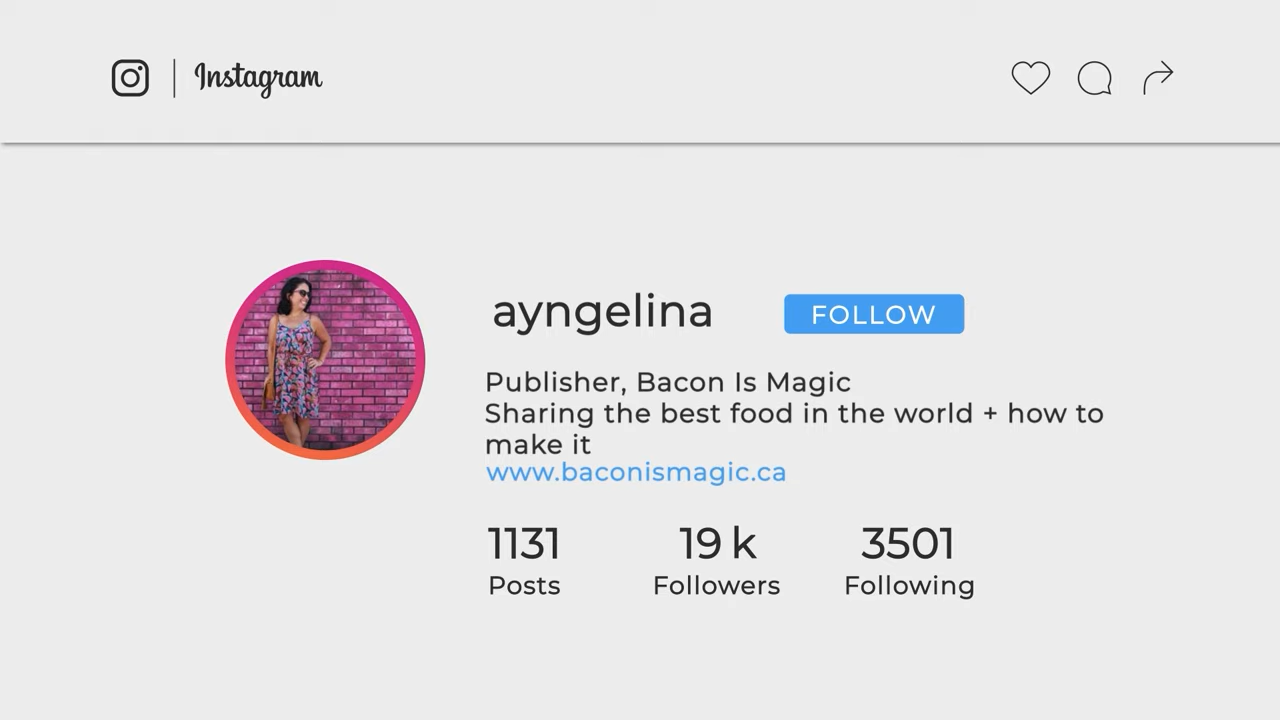 Instagram
ayngelina
FOLLOW
Publisher, Bacon Is Magic
Sharing the best food in the world + how to
make it
www.baconismagic.ca
1131 19 k 3501
Posts Followers Following